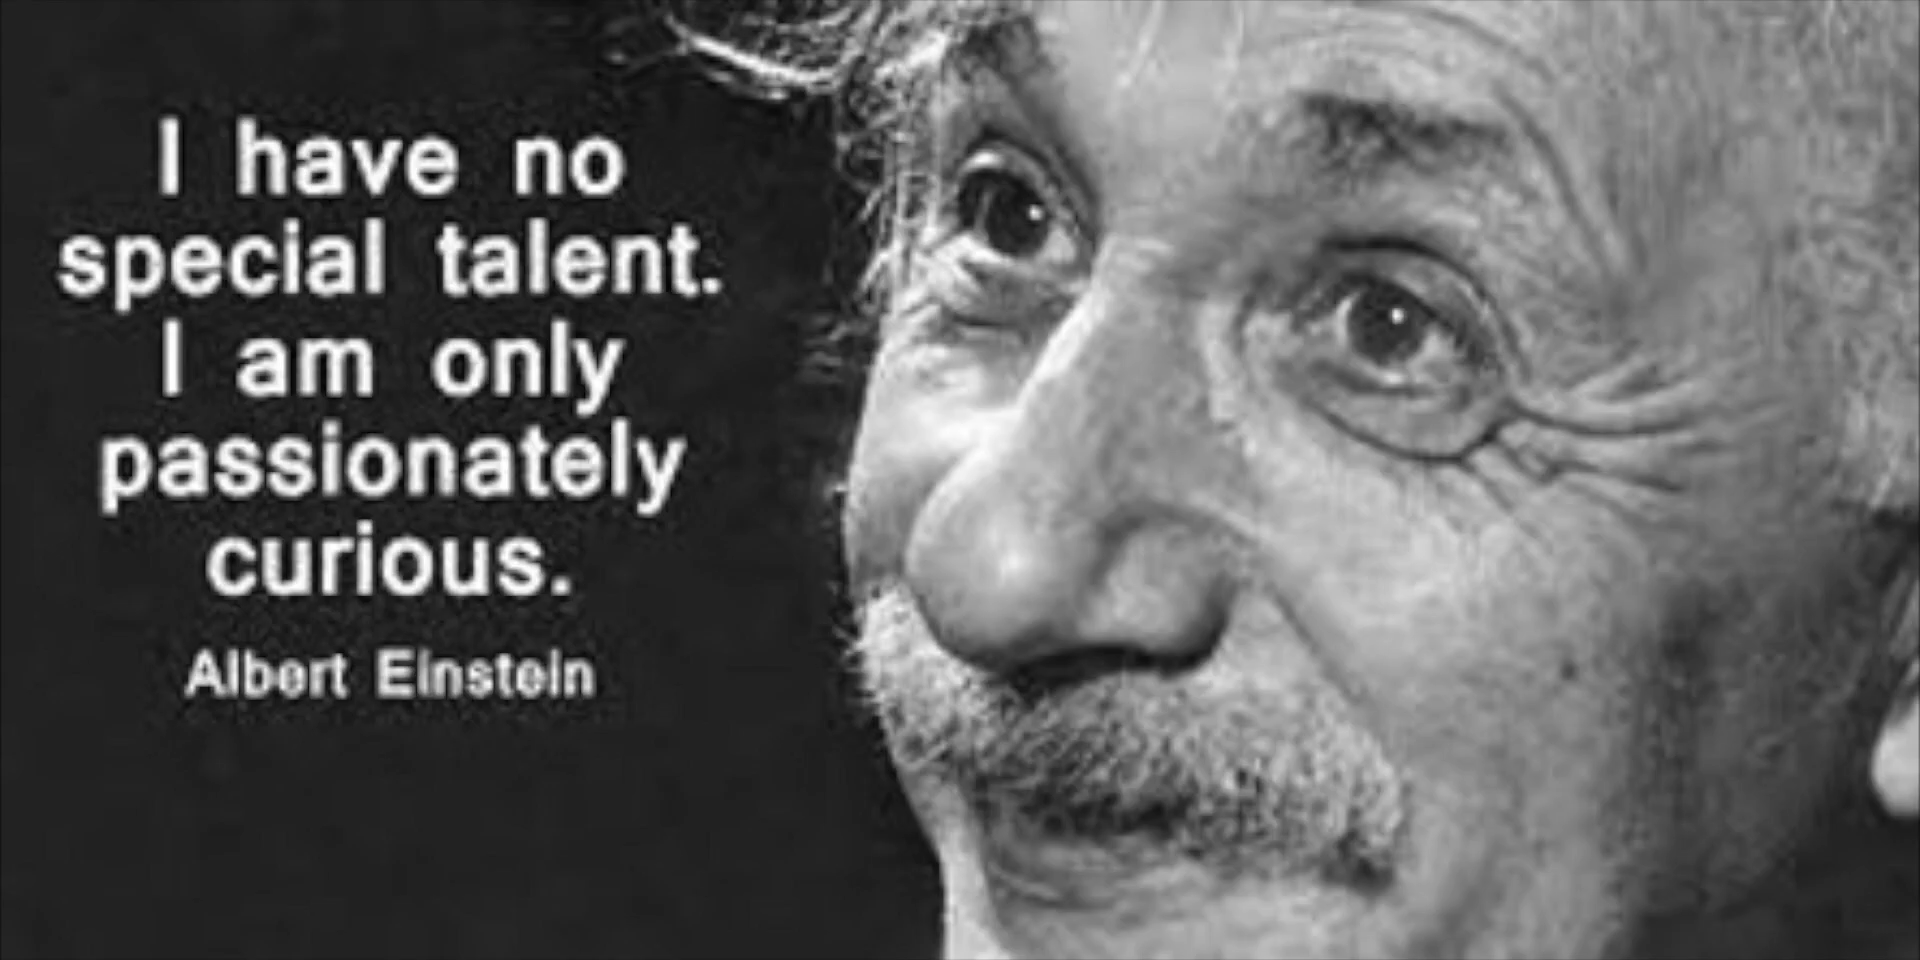 I have no
special talent.
I am only
passionately
curious.
Albert Einstein